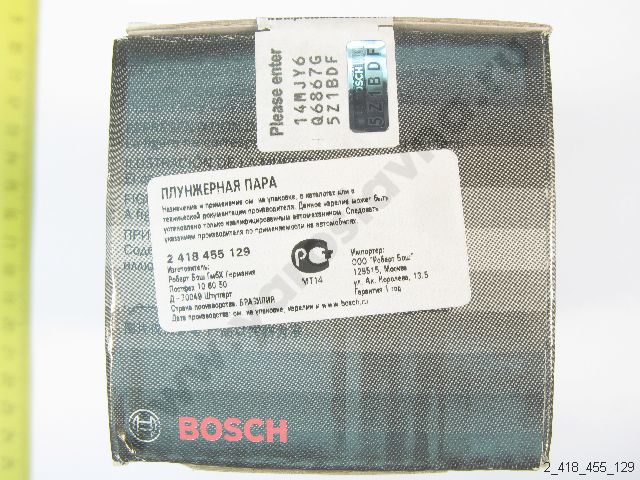 Please enter
14MJY6
Q6867G
5Z1BDF
BOSCH
5Z1BDF
ПЛУНЖЕРНАЯ ПАРА
Назначение и применение см. на упаковке, в каталогах или в
технической документации производителя. Данное изделие может быть
установлено только квалифицированным автомехаником. Следовать
указаниям производителя по применяемости на автомобилях.
2 418 455 129
Изготовитель:
Роберт Бош ГмбХ Германия
Постфах 10 60 50
Д - 70049 Штутгарт
Страна производства: БРАЗИЛИЯ
Дата производства: см. на упаковке, изделии и www.bosch.ru
МТ14
Импортер:
ООО "Роберт Бош"
129515, Москва
ул. Ак. Королева, 13,5
Гарантия 1 год
BOSCH
2_418_455_129